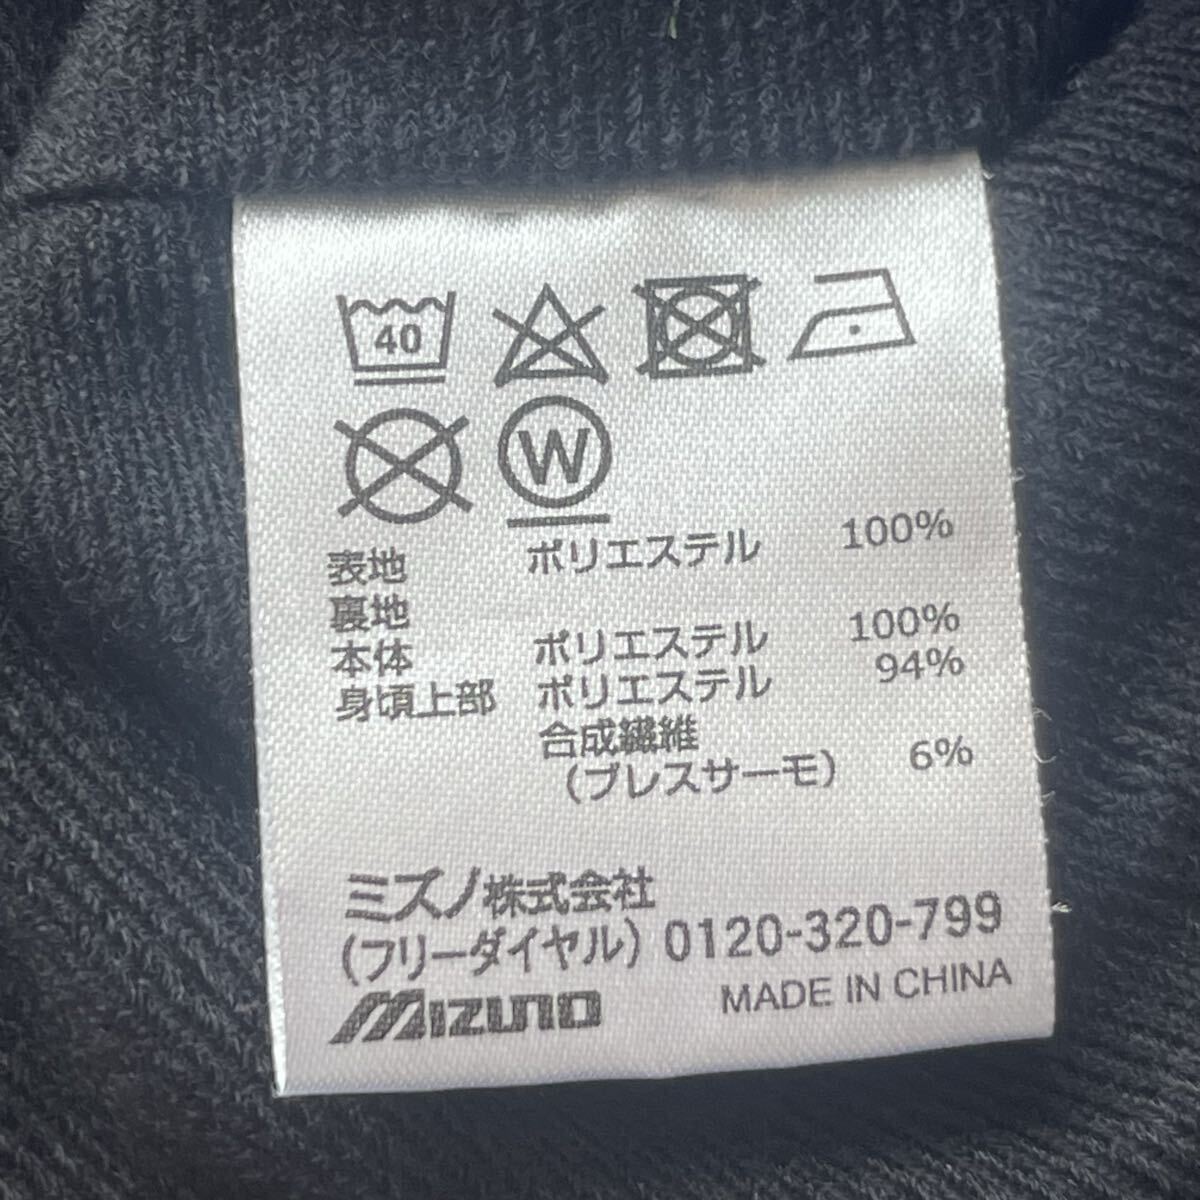 40
W
表地 ポリエステル 100%
裏地
本体 ポリエステル 100%
身頃上部 ポリエステル 94%
合成繊維
(ブレスサーモ) 6%
ミズノ株式会社
(フリーダイヤル) 0120-320-799
MIZUNO MADE IN CHINA